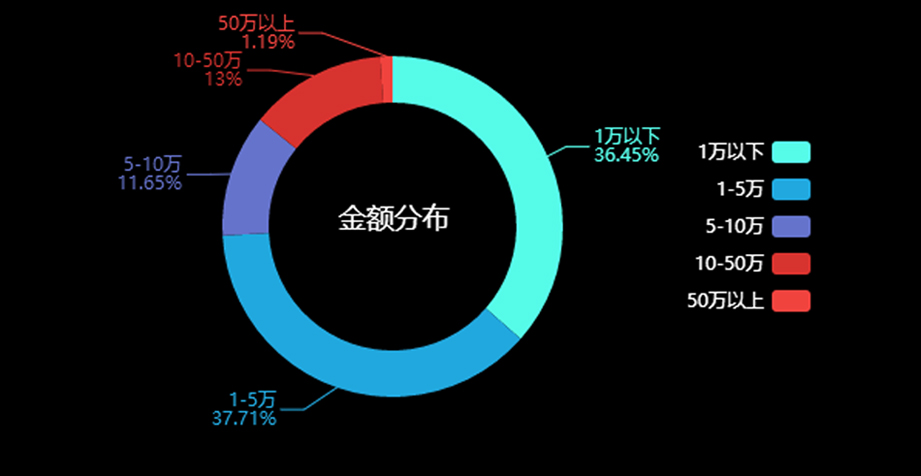 50万以上
1.19%
10-50万
13%
5-10万
11.65%
1-5万
37.71%
1万以下
36.45%
金额分布
1万以下
1-5万
5-10万
10-50万
50万以上